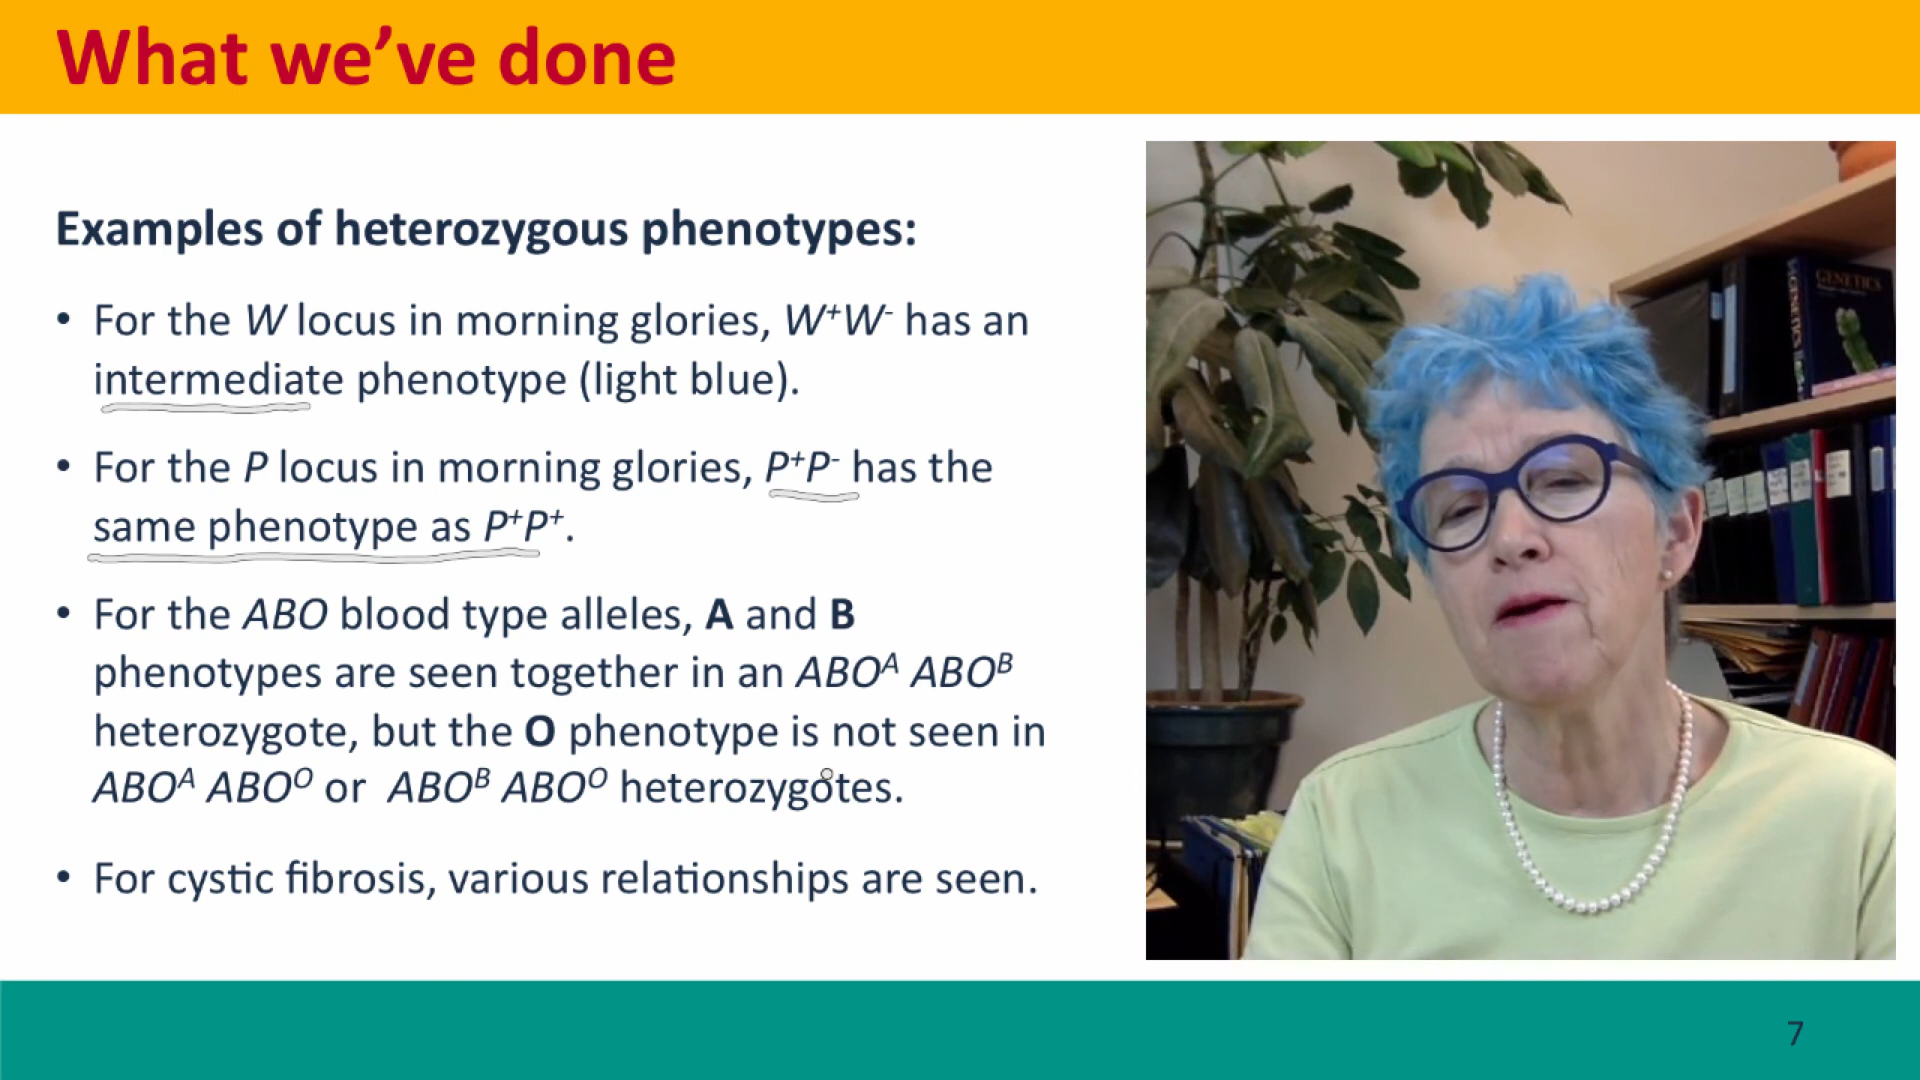 What we’ve done
Examples of heterozygous phenotypes:
• For the W locus in morning glories, W⁺W⁻ has an
intermediate phenotype (light blue).
• For the P locus in morning glories, P⁺P⁻ has the
same phenotype as P⁺P⁺.
• For the ABO blood type alleles, A and B
phenotypes are seen together in an ABOᴬ ABOᴮ
heterozygote, but the O phenotype is not seen in
ABOᴬ ABOᴼ or ABOᴮ ABOᴼ heterozygotes.
• For cystic fibrosis, various relationships are seen.
GENETICS
GENETICS
7